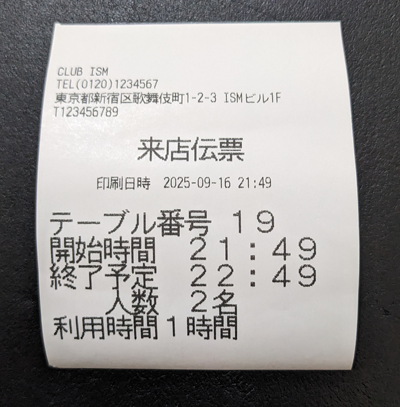 CLUB ISM
TEL(0120)1234567
東京都新宿区歌舞伎町1-2-3 ISMビル1F
T123456789
来店伝票
印刷日時 2025-09-16 21:49
テーブル番号 19
開始時間 21:49
終了予定 22:49
人数 2名
利用時間1時間